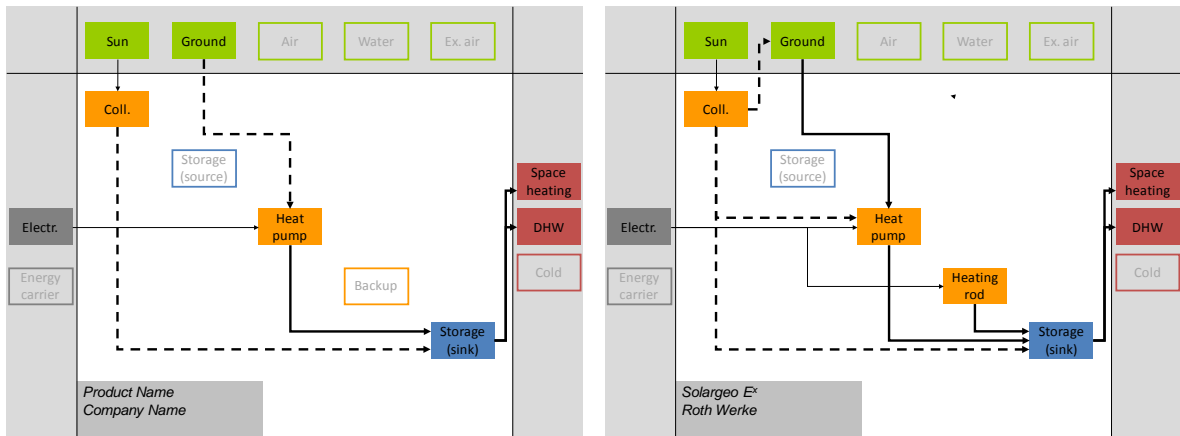 Sun
Ground
Air
Water
Ex. air
Coll.
Storage
(source)
Space
heating
Electr.
Heat
pump
DHW
Energy
carrier
Backup
Cold
Storage
(sink)
Product Name
Company Name
Sun
Ground
Air
Water
Ex. air
Coll.
Storage
(source)
Space
heating
Electr.
Heat
pump
DHW
Energy
carrier
Heating
rod
Cold
Storage
(sink)
Solargeo Eˣ
Roth Werke